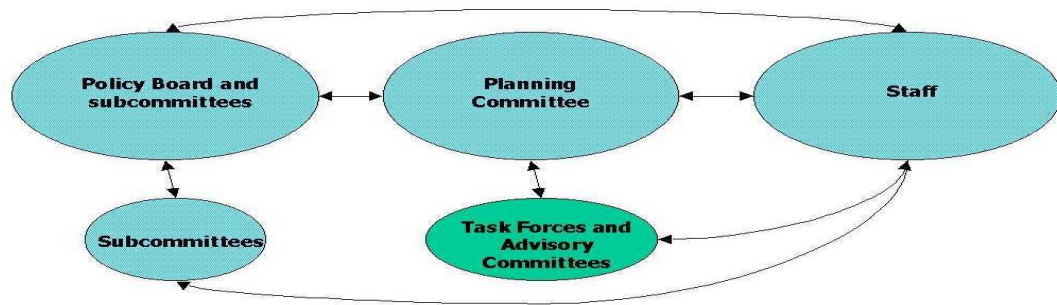 Policy Board and
subcommittees
Planning
Committee
Staff
Subcommittees
Task Forces and
Advisory
Committees